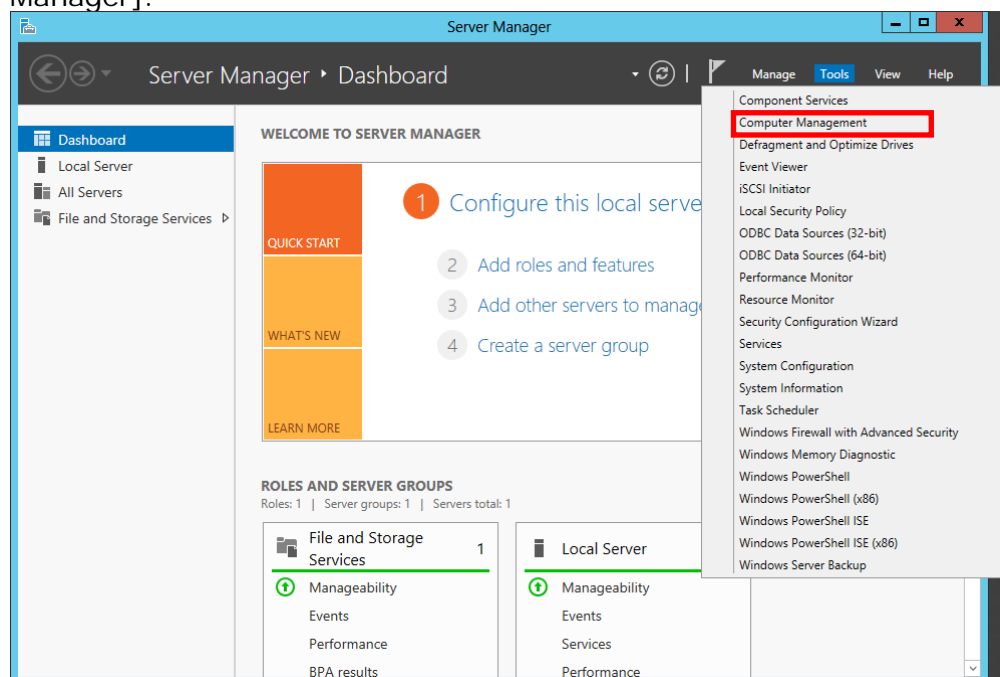 Manager].
Server Manager
Server Manager • Dashboard
Manage Tools View Help
Component Services
Computer Management
Defragment and Optimize Drives
Event Viewer
iSCSI Initiator
Local Security Policy
ODBC Data Sources (32-bit)
ODBC Data Sources (64-bit)
Performance Monitor
Resource Monitor
Security Configuration Wizard
Services
System Configuration
System Information
Task Scheduler
Windows Firewall with Advanced Security
Windows Memory Diagnostic
Windows PowerShell
Windows PowerShell (x86)
Windows PowerShell ISE
Windows PowerShell ISE (x86)
Windows Server Backup
Dashboard
Local Server
All Servers
File and Storage Services
WELCOME TO SERVER MANAGER
QUICK START
WHAT'S NEW
LEARN MORE
1 Configure this local serve
2 Add roles and features
3 Add other servers to manage
4 Create a server group
ROLES AND SERVER GROUPS
Roles: 1 | Server groups: 1 | Servers total: 1
File and Storage
Services 1
Manageability
Events
Performance
BPA results
Local Server
Manageability
Events
Services
Performance